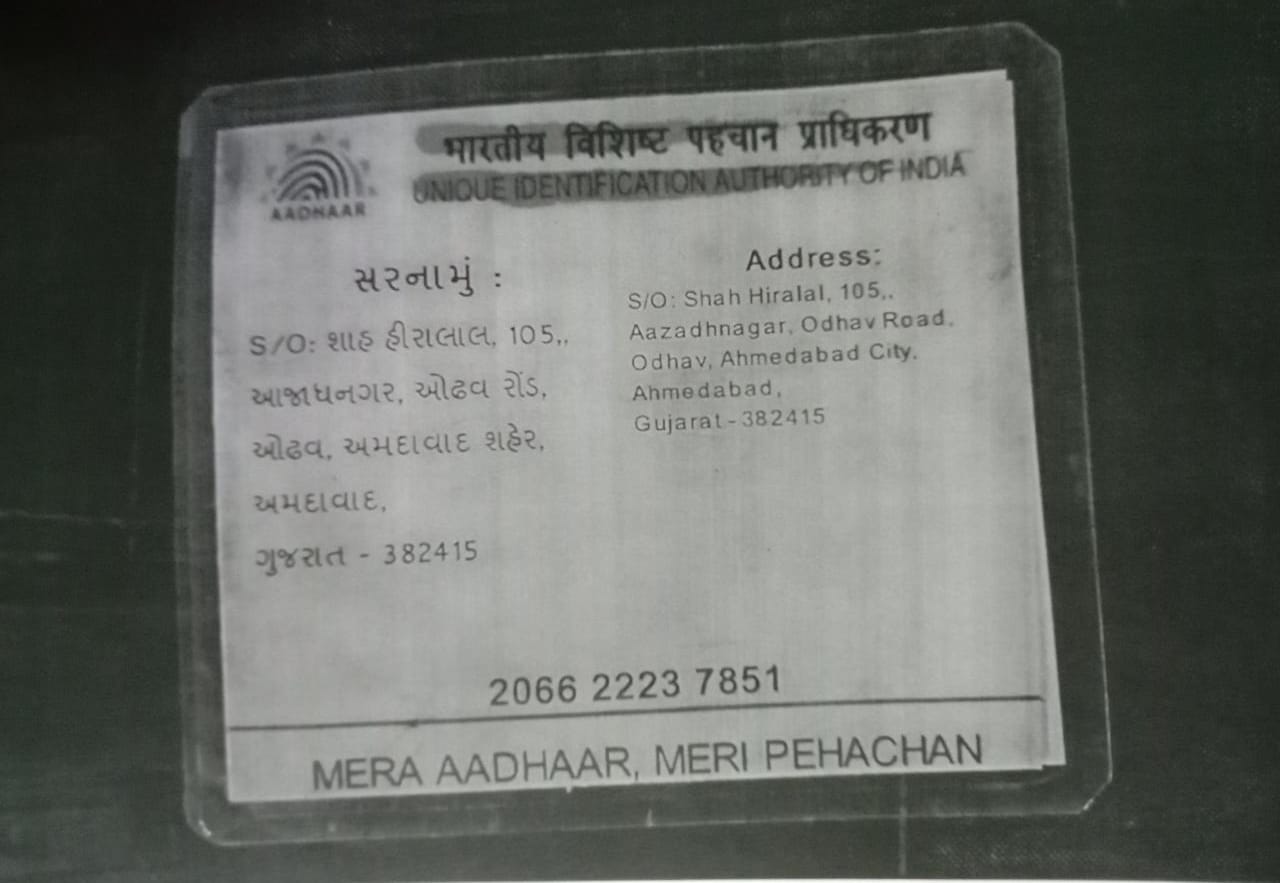 भारतीय विशिष्ट पहचान प्राधिकरण
UNIQUE IDENTIFICATION AUTHORITY OF INDIA
AADHAAR
સરનામું :
S/O: શાહ હીરાલાલ, 105,,
આજાધનગર, ઓઢવ રોંડ,
ઓઢવ, અમદાવાદ શહેર,
અમદાવાદ,
ગુજરાત - 382415
Address:
S/O: Shah Hiralal, 105,,
Aazadhnagar, Odhav Road,
Odhav, Ahmedabad City,
Ahmedabad,
Gujarat - 382415
2066 2223 7851
MERA AADHAAR, MERI PEHACHAN